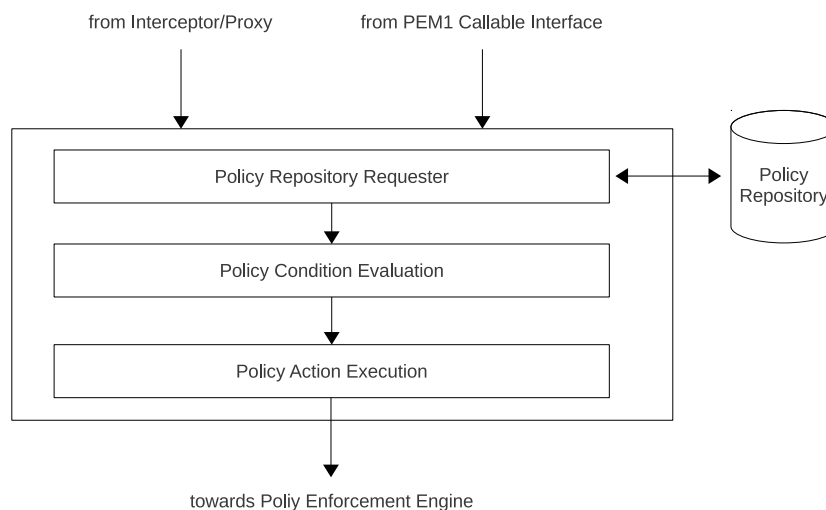 from Interceptor/Proxy
from PEM1 Callable Interface
Policy Repository Requester
Policy
Repository
Policy Condition Evaluation
Policy Action Execution
towards Poliy Enforcement Engine